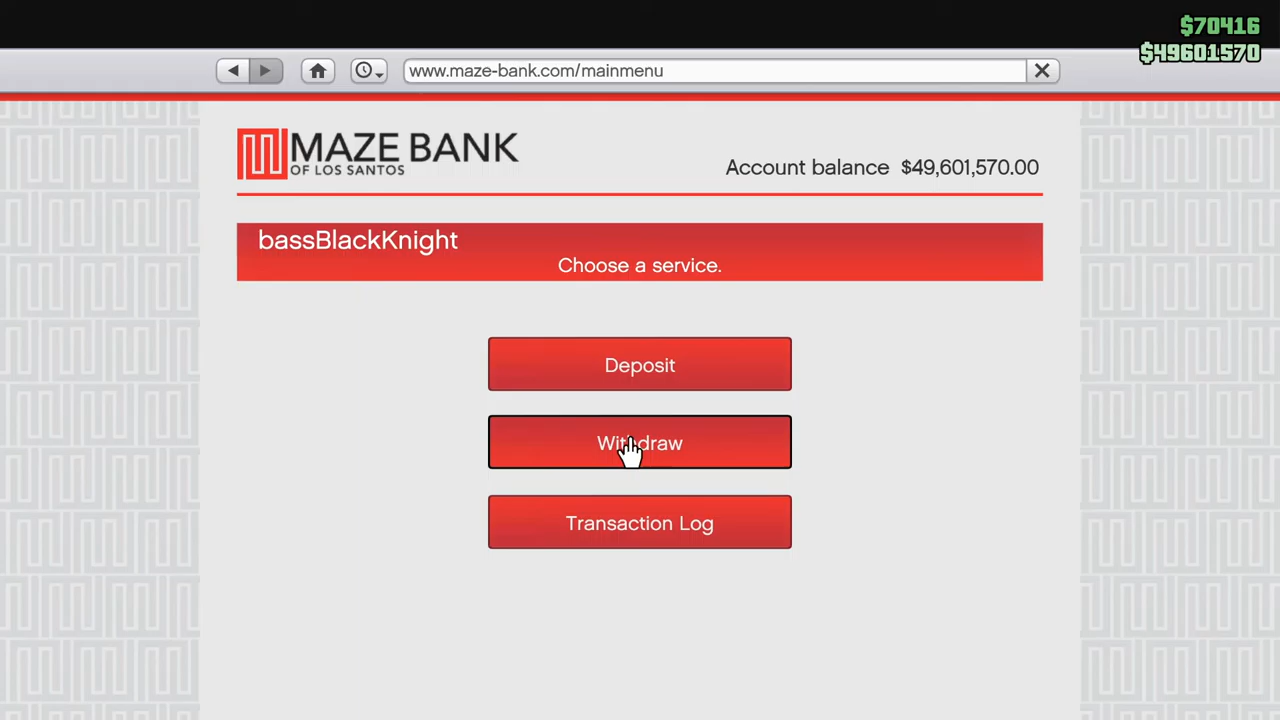 $70416
$49601570
www.maze-bank.com/mainmenu
MAZE BANK
OF LOS SANTOS
Account balance $49,601,570.00
bassBlackKnight
Choose a service.
Deposit
Withdraw
Transaction Log